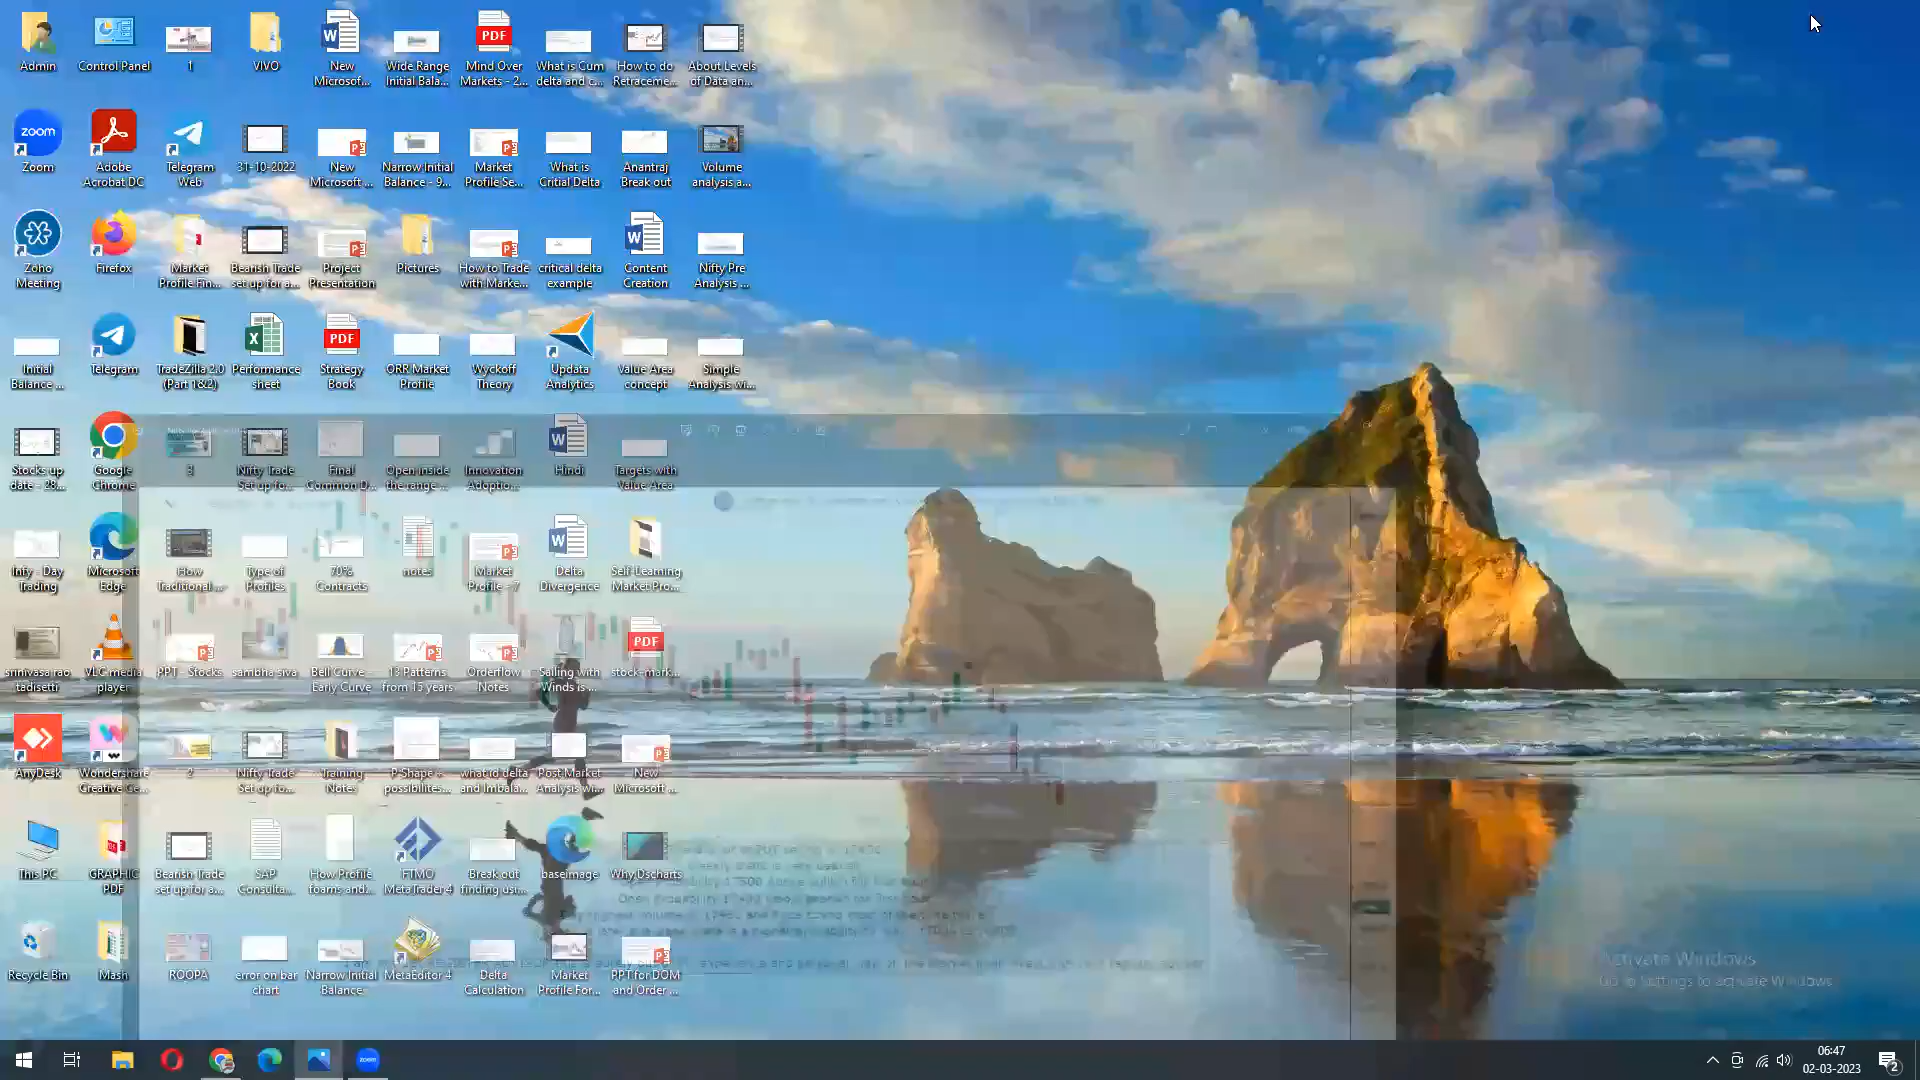 Admin
Control Panel
1
VIVO
New
Microsof...
Wide Range
Initial Bala...
PDF
Mind Over
Markets - 2...
What is Cum
delta and c...
How to do
Retraceme...
About Levels
of Data an...
zoom
Zoom
Adobe
Acrobat DC
Telegram
Web
31-10-2022
New
Microsoft ...
Narrow Initial
Balance - 9...
Market
Profile Se...
What is
Critial Delta
Anantraj
Break out
Volume
analysis a...
Zoho
Meeting
Firefox
Market
Profile Fin...
Bearish Trade
set up for a...
Project
Presentation
Pictures
How to Trade
with Marke...
critical delta
example
Content
Creation
Nifty Pre
Analysis ...
Initial
Balance ...
Telegram
TradeZilla 2.0
(Part 1&2)
Performance
sheet
PDF
Strategy
Book
ORR Market
Profile
Wyckoff
Theory
Updata
Analytics
Value Area
concept
Simple
Analysis wi...
Stocks up
date - 28...
Google
Chrome
3
Nifty Trade
Set up fo...
Final
Common D...
Open inside
the range ...
Innovation
Adoptio...
Hindi
Targets with
Value Area
Infy - Day
Trading
Microsoft
Edge
How
Traditional ...
Type of
Profiles
70%
Contracts
notes
Market
Profile - 7
Delta
Divergence
Self-Learning
Market Pro...
srinivasa rao
tadisetti
VLC media
player
PPT - Stocks
sambha siva
Bell Curve -
Early Curve
13 Patterns
from 15 years
Orderflow
Notes
Sailing with
Winds is ...
PDF
stock-mark...
AnyDesk
Wondershare
Creative Ce...
2
Nifty Trade
Set up fo...
Training
Notes
P Shape -
possibilites...
what id delta
and Imbala...
Post Market
Analysis wi...
New
Microsoft ...
This PC
GRAPHIC
PDF
Bearish Trade
set up for a...
SAP
Consulta...
How Profile
foams and...
FTMO
MetaTrader 4
Break out
finding usi...
baseimage
Why Dscharts
Recycle Bin
Mash
ROOPA
error on bar
chart
Narrow Initial
Balance
MetaEditor 4
Delta
Calculation
Market
Profile For...
PPT for DOM
and Order ...
Activate Windows
Go to Settings to activate Windows.
zoom
06:47
02-03-2023
2